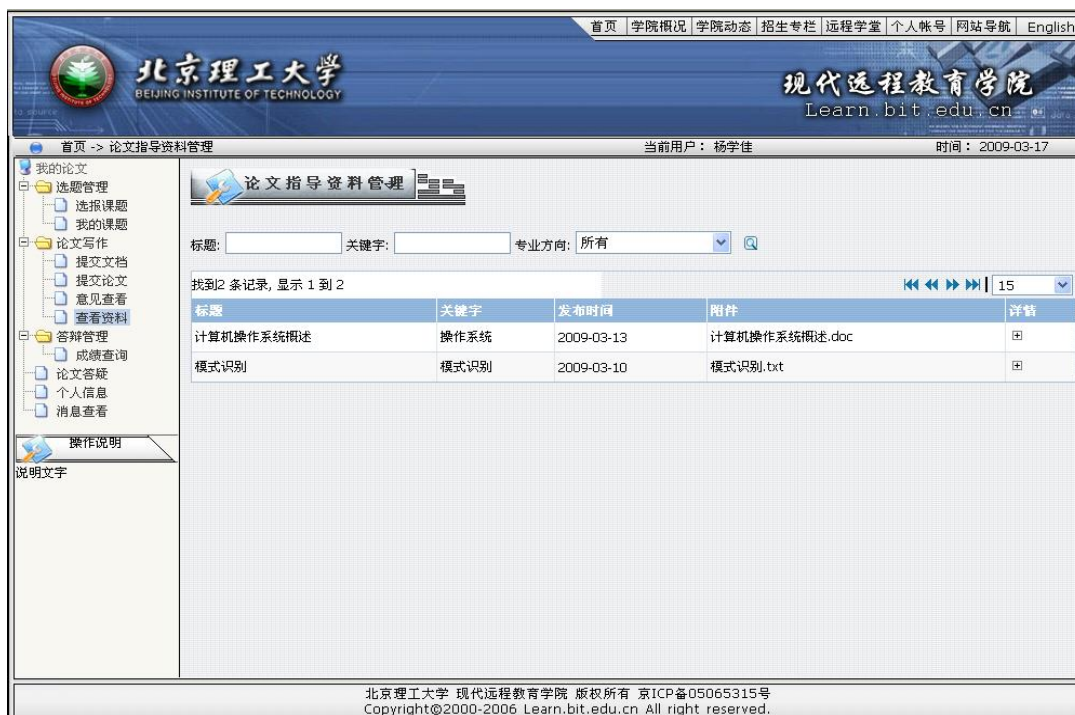 首页 学院概况 学院动态 招生专栏 远程学堂 个人帐号 网站导航 English
北京理工大学
BEIJING INSTITUTE OF TECHNOLOGY
现代远程教育学院
Learn.bit.edu.cn
首页 -> 论文指导资料管理 当前用户： 杨学佳 时间： 2009-03-17
我的论文
选题管理
选报课题
我的课题
论文写作
提交文档
提交论文
意见查看
查看资料
答辩管理
成绩查询
论文答疑
个人信息
消息查看
操作说明
说明文字
论文指导资料管理
标题: 关键字: 专业方向: 所有
找到2 条记录, 显示 1 到 2 15
标题 关键字 发布时间 附件 详情
计算机操作系统概述 操作系统 2009-03-13 计算机操作系统概述.doc
模式识别 模式识别 2009-03-10 模式识别.txt
北京理工大学 现代远程教育学院 版权所有 京ICP备05065315号
Copyright©2000-2006 Learn.bit.edu.cn All right reserved.